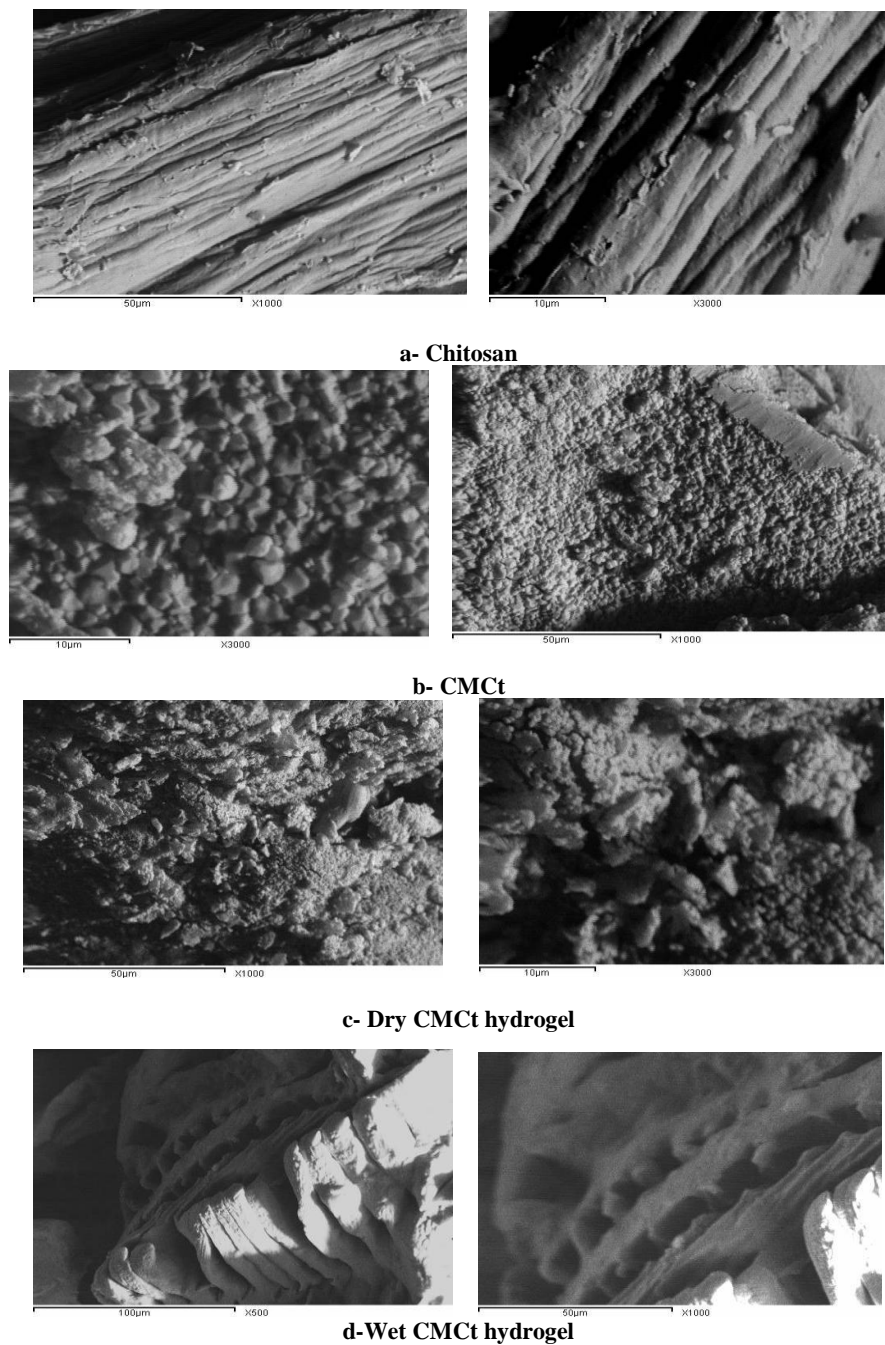 50µm X1000
10µm X3000
a- Chitosan
10µm X3000
50µm X1000
b- CMCt
50µm X1000
10µm X3000
c- Dry CMCt hydrogel
100µm X500
50µm X1000
d-Wet CMCt hydrogel